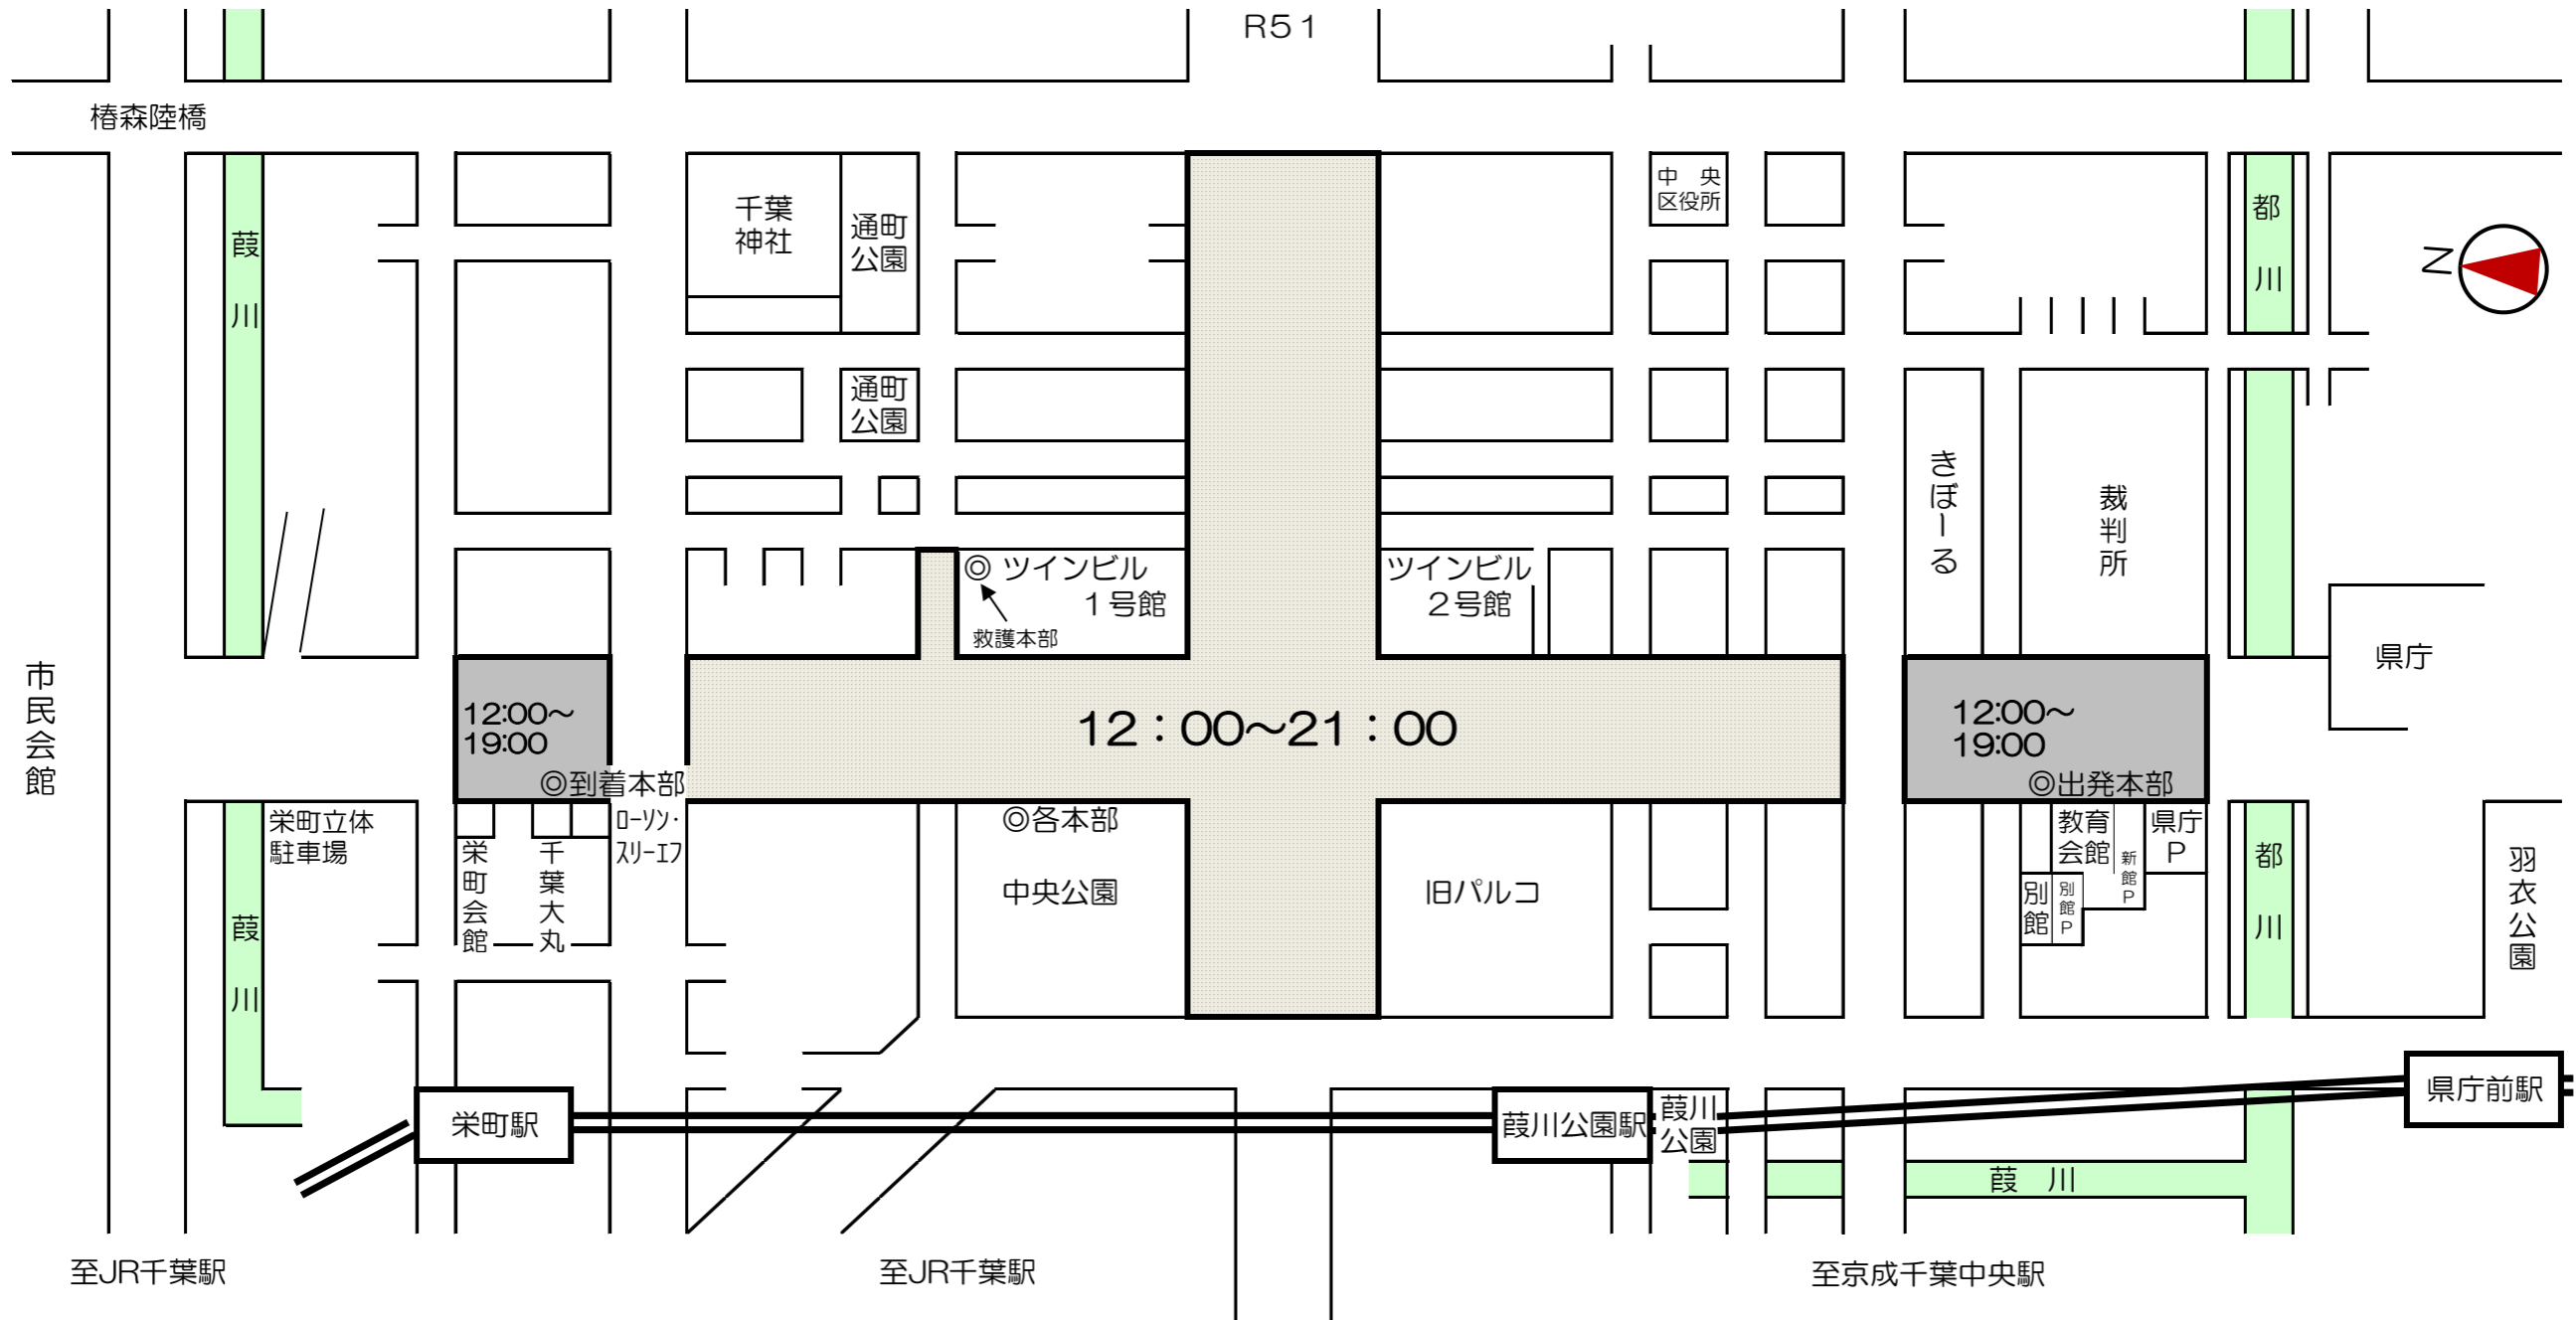 R51
椿森陸橋
葭川
千葉
神社
通町
公園
中　央
区役所
都川
N
通町
公園
きぼーる
裁判所
◎ ツインビル
１号館
救護本部
ツインビル
２号館
市民会館
県庁
12:00～
19:00
12：00～21：00
12:00～
19:00
◎到着本部
◎出発本部
栄町立体
駐車場
栄町会館
千葉大丸
ﾛｰｿﾝ･
ｽﾘｰｴﾌ
◎各本部
中央公園
旧パルコ
教育
会館
新館P
県庁
P
別館
別館P
葭川
都川
羽衣公園
栄町駅
葭川公園駅
葭川
公園
県庁前駅
葭　川
至JR千葉駅
至JR千葉駅
至京成千葉中央駅